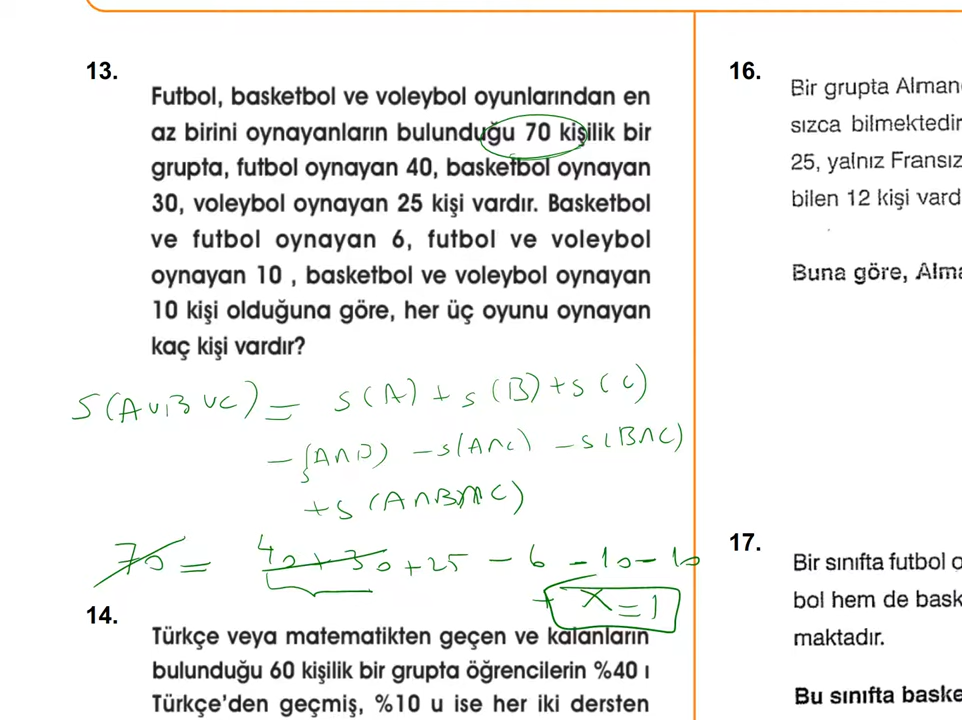 13.
Futbol, basketbol ve voleybol oyunlarından en
az birini oynayanların bulunduğu 70 kişilik bir
grupta, futbol oynayan 40, basketbol oynayan
30, voleybol oynayan 25 kişi vardır. Basketbol
ve futbol oynayan 6, futbol ve voleybol
oynayan 10 , basketbol ve voleybol oynayan
10 kişi olduğuna göre, her üç oyunu oynayan
kaç kişi vardır?
S(AUBUC) = s(A) + s(B) + s(C)
- s(A∩B) - s(A∩C) - s(B∩C)
+ s(A∩B∩C)
70 = 40 + 30 + 25 - 6 - 10 - 10
+ x = 1
14.
Türkçe veya matematikten geçen ve kalanların
bulunduğu 60 kişilik bir grupta öğrencilerin %40 ı
Türkçe'den geçmiş, %10 u ise her iki dersten
16.
Bir grupta Alman
sızca bilmektedir
25, yalnız Fransız
bilen 12 kişi vard
Buna göre, Alma
17.
Bir sınıfta futbol o
bol hem de bask
maktadır.
Bu sınıfta baske